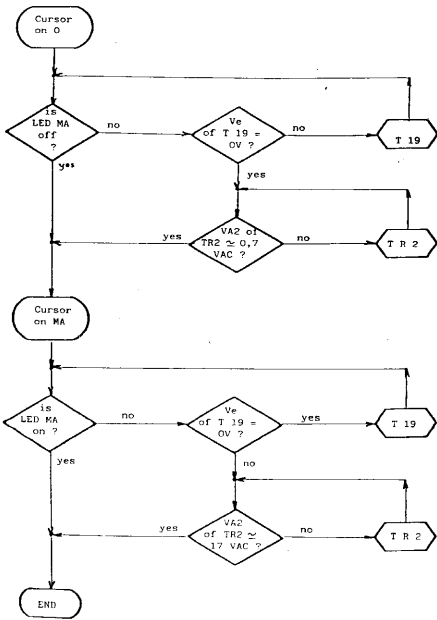 Cursor
on O
is
LED MA
off
?
no
Ve
of T 19 =
OV ?
no
T 19
yes
yes
VA2 of
TR2 ≃ 0,7
VAC ?
yes
no
T R 2
Cursor
on MA
is
LED MA
on ?
no
Ve
of T 19 =
OV ?
yes
T 19
yes
no
VA2
of TR2 ≃
17 VAC ?
yes
no
T R 2
END